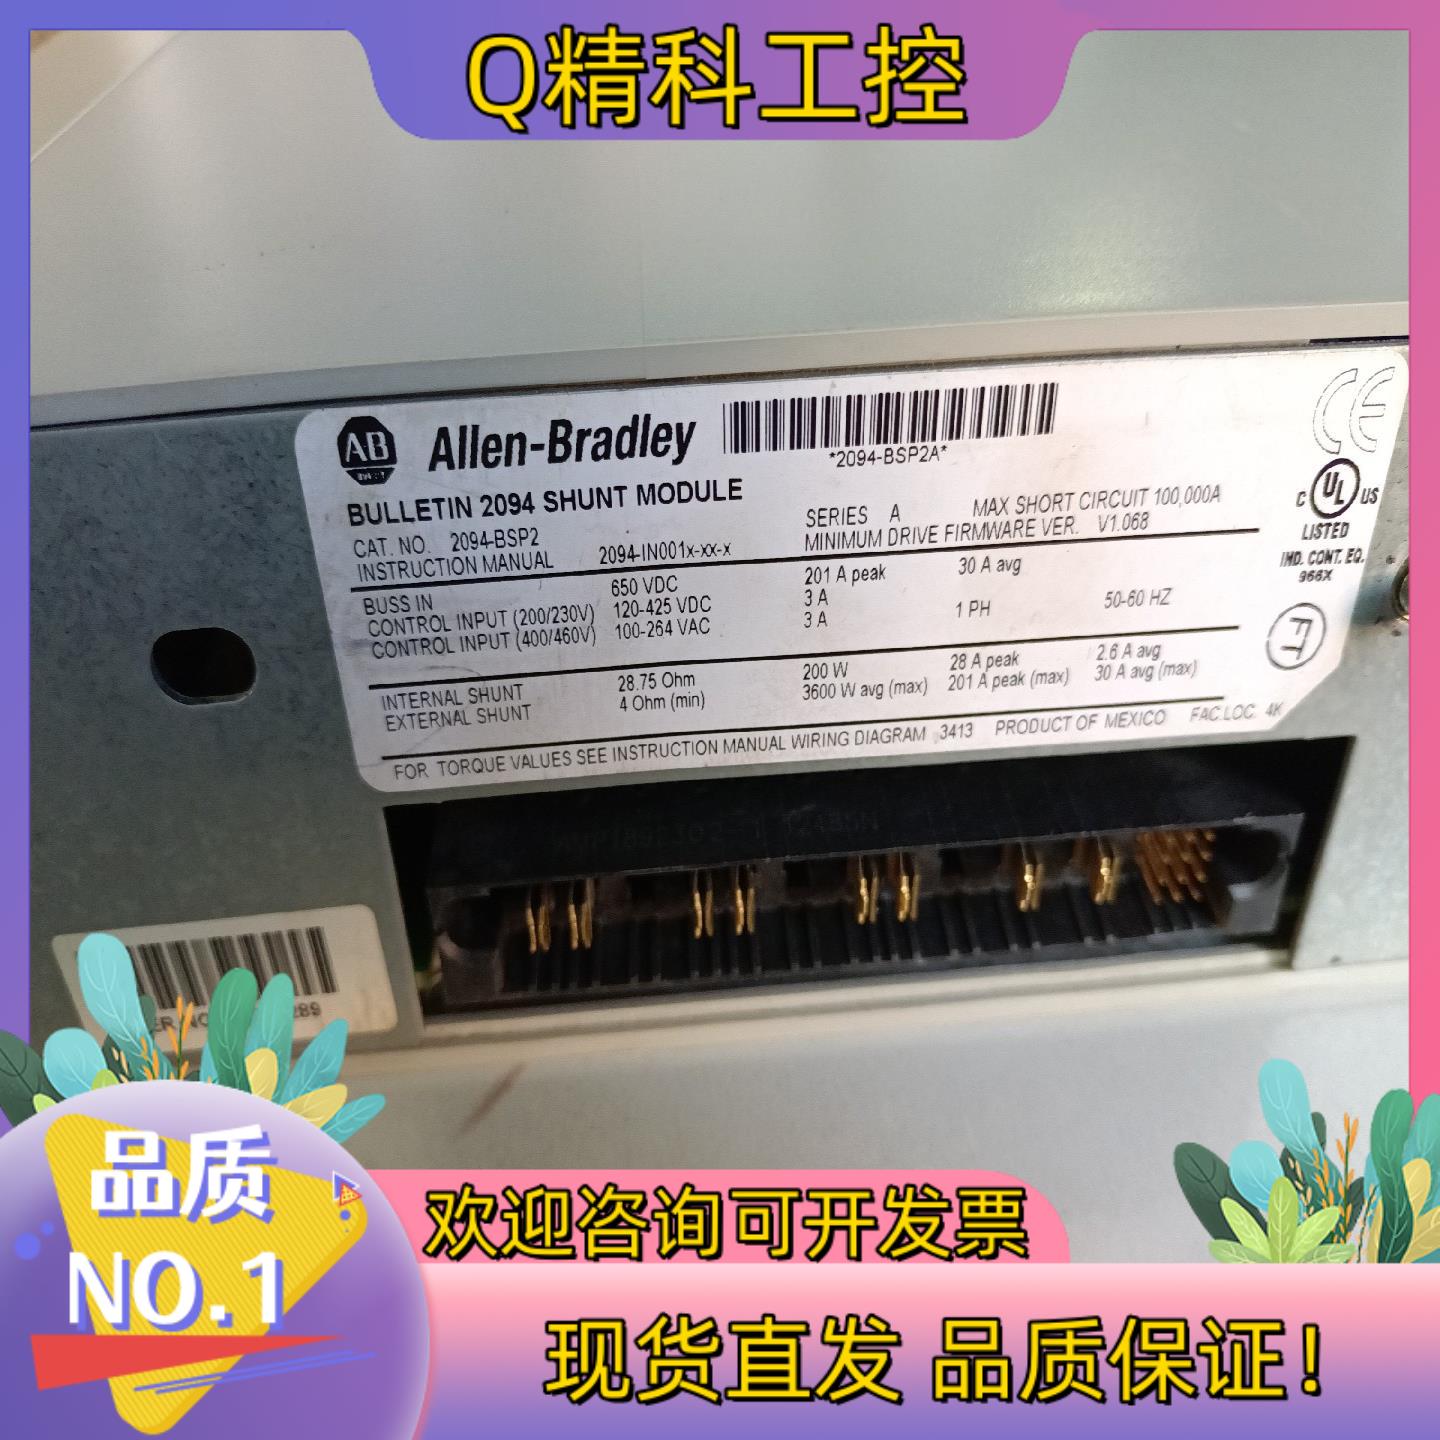 Q精科工控
AB
Allen-Bradley
*2094-BSP2A*
BULLETIN 2094 SHUNT MODULE
CAT. NO. 2094-BSP2
SERIES A MAX SHORT CIRCUIT 100,000A
INSTRUCTION MANUAL 2094-IN001x-xx-x MINIMUM DRIVE FIRMWARE VER. V1.068
BUSS IN 650 VDC 201 A peak 30 A avg
CONTROL INPUT (200/230V) 120-425 VDC 3 A
CONTROL INPUT (400/460V) 100-264 VAC 3 A 1 PH 50-60 HZ
INTERNAL SHUNT 28.75 Ohm 200 W 28 A peak 2.6 A avg
EXTERNAL SHUNT 4 Ohm (min) 3600 W avg (max) 201 A peak (max) 30 A avg (max)
FOR TORQUE VALUES SEE INSTRUCTION MANUAL WIRING DIAGRAM 3413 PRODUCT OF MEXICO FAC.LOC. 4K
CE
C UL US
LISTED
IND. CONT. EQ.
966X
品质
NO.1
欢迎咨询可开发票
现货直发 品质保证!